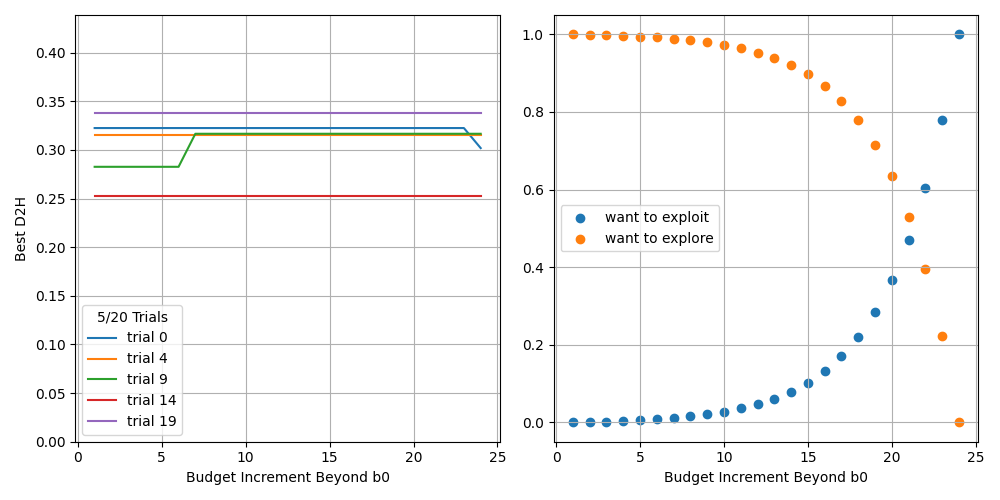 0.40
0.35
0.30
0.25
0.20
0.15
0.10
0.05
0.00
Best D2H
5/20 Trials
trial 0
trial 4
trial 9
trial 14
trial 19
0 5 10 15 20 25
Budget Increment Beyond b0
1.0
0.8
0.6
0.4
0.2
0.0
want to exploit
want to explore
0 5 10 15 20 25
Budget Increment Beyond b0